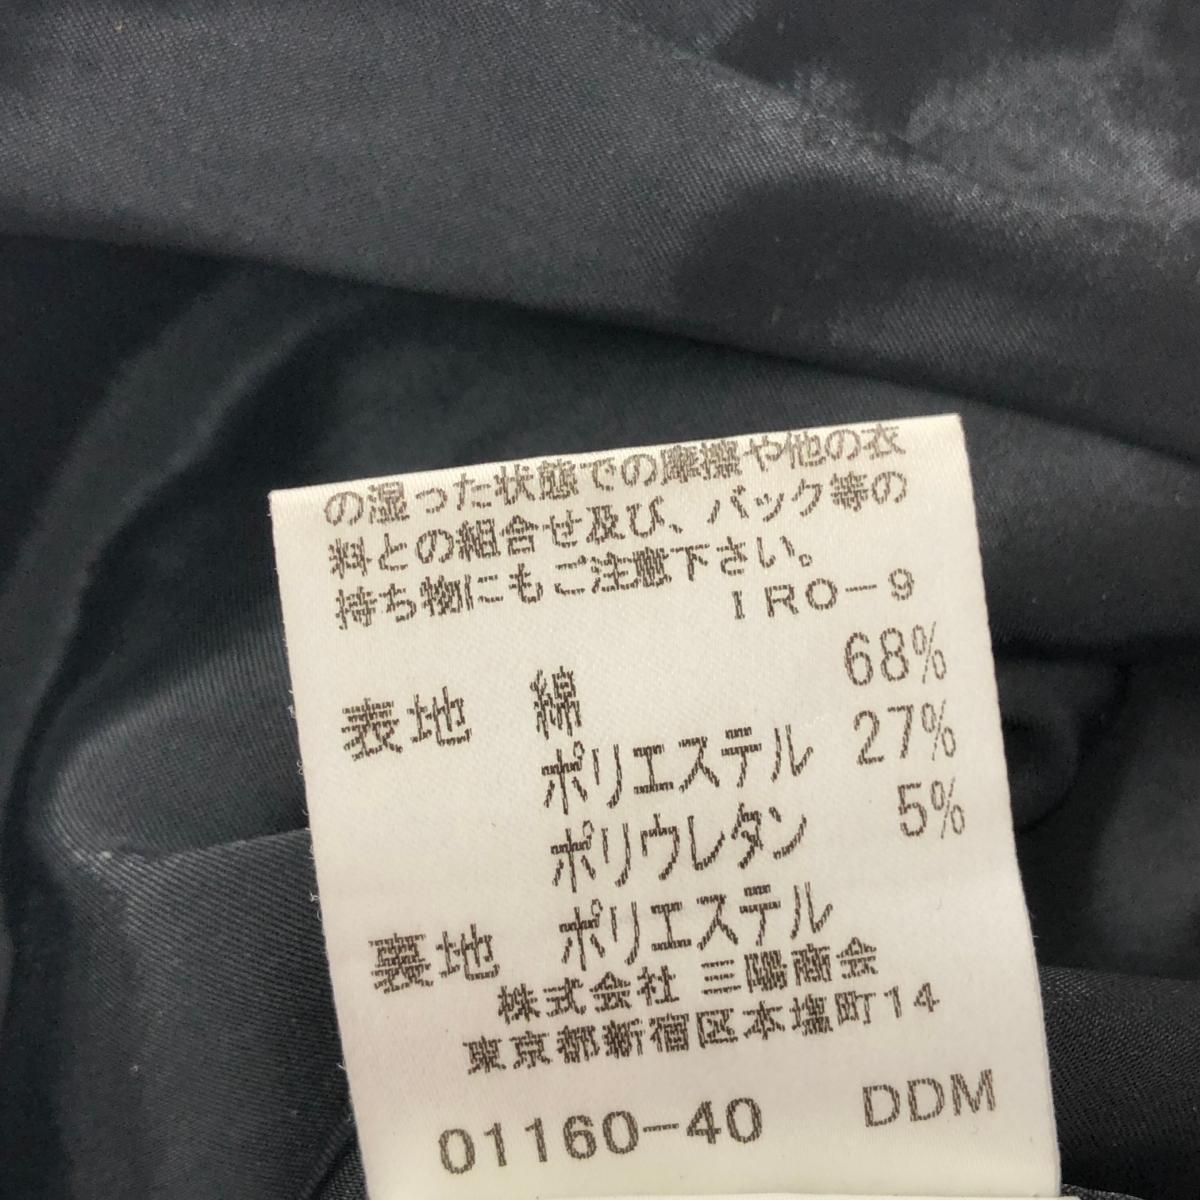 の湿った状態での摩擦や他の衣
料との組合せ及び、バック等の
持ち物にもご注意下さい。
IRO-9
表地 綿 68%
ポリエステル 27%
ポリウレタン 5%
裏地 ポリエステル
株式会社 三陽商会
東京都新宿区本塩町14
01160-40 DDM